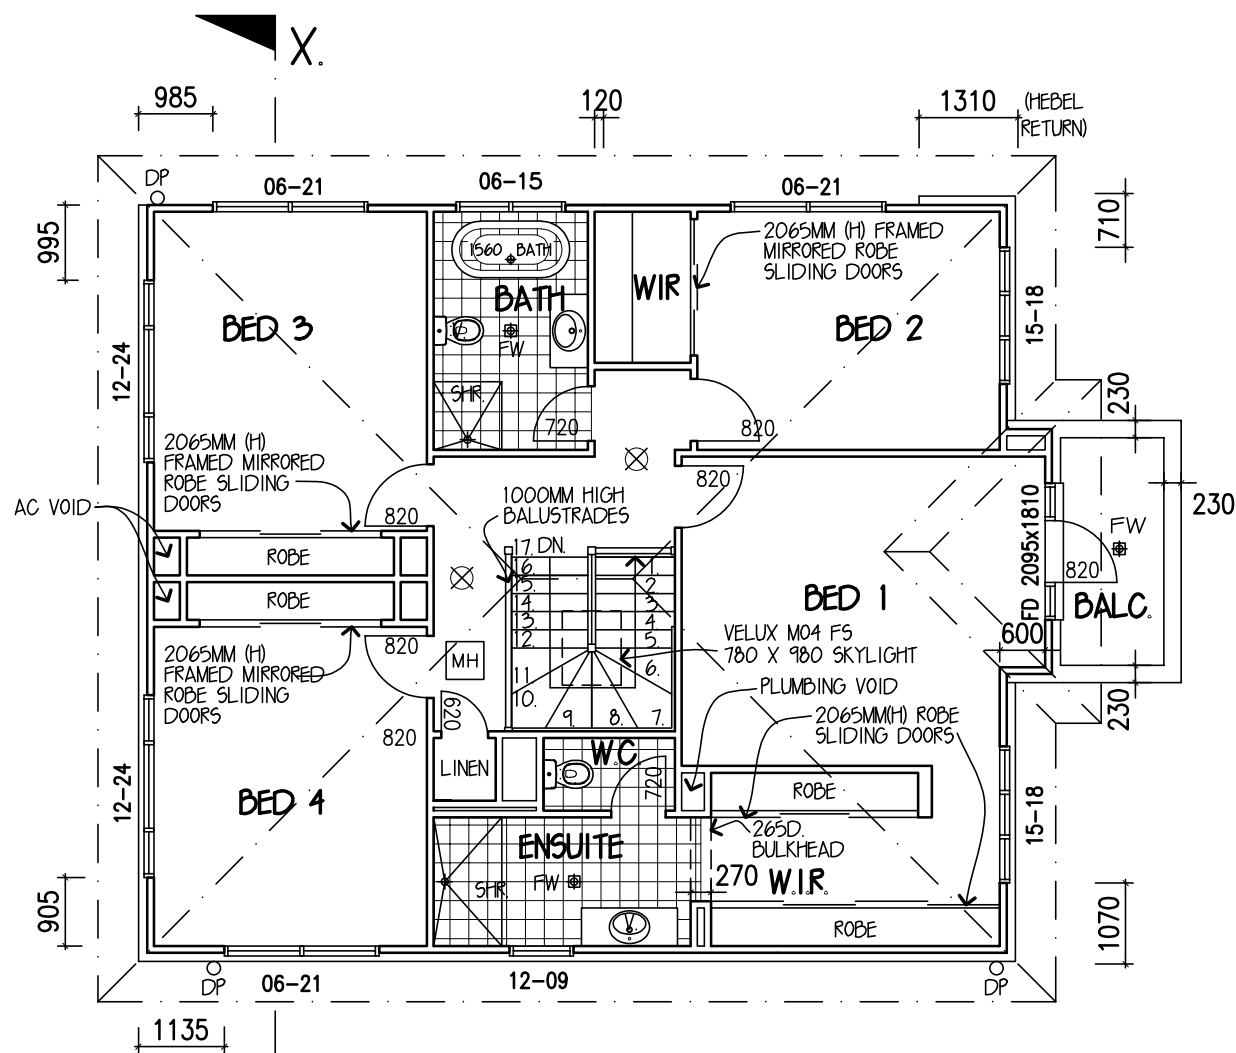 X.
985
120
1310
(HEBEL
RETURN)
DP
06-21
06-15
06-21
995
710
1560 BATH
2065MM (H) FRAMED
MIRRORED ROBE
SLIDING DOORS
BATH
WIR
BED 3
V.
FW
BED 2
15-18
12-24
SHR.
230
720
820
2065MM (H)
FRAMED MIRRORED
ROBE SLIDING
DOORS
820
820
1000MM HIGH
BALUSTRADES
AC VOID
FD 2095x1810
230
FW
17. DN.
ROBE
16.
1.
15.
2.
820
ROBE
14.
3.
BED 1
BALC.
13.
4.
12.
5.
VELUX M04 FS
780 X 980 SKYLIGHT
600
820
MH
2065MM (H)
FRAMED MIRRORED
ROBE SLIDING
DOORS
11
6.
PLUMBING VOID
10.
9.
8.
7.
620
2065MM(H) ROBE
SLIDING DOORS
230
820
W.C
LINEN
720
ROBE
12-24
BED 4
15-18
265D.
BULKHEAD
ENSUITE
SHR.
FW
270
W.I.R.
V.
ROBE
905
1070
DP
06-21
12-09
DP
1135